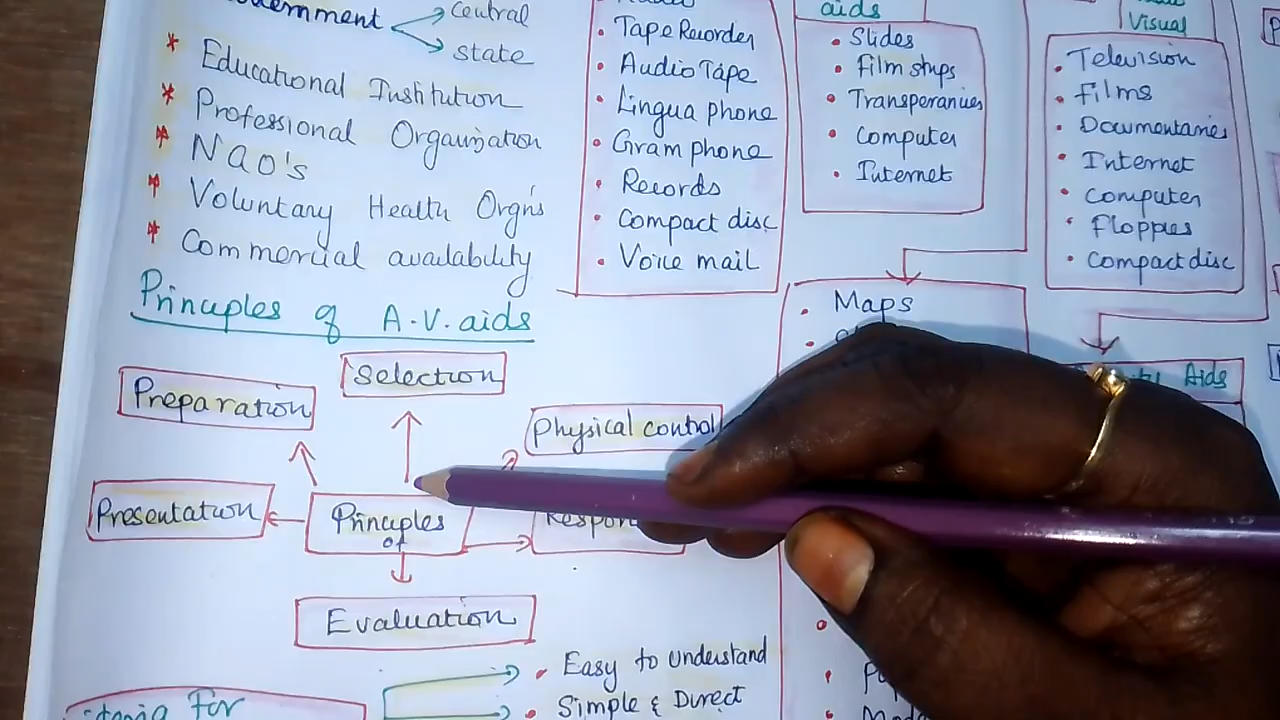 Central
state
* Educational Institution
* Professional Organization
* NGO's
* Voluntary Health Orgn's
* Commercial availability
Principles of A.V. aids
Preparation
Selection
Physical control
Presentation
Principles
of
Evaluation
• Easy to understand
• Simple & Direct
For
• Tape Recorder
• Audio Tape
• Lingua phone
• Gram phone
• Records
• Compact disc
• Voice mail
aids
• Slides
• Film strips
• Transperancies
• Computer
• Internet
Visual
• Television
• films
• Documentaries
• Internet
• Computer
• Floppies
• Compact disc
• Maps
Aids